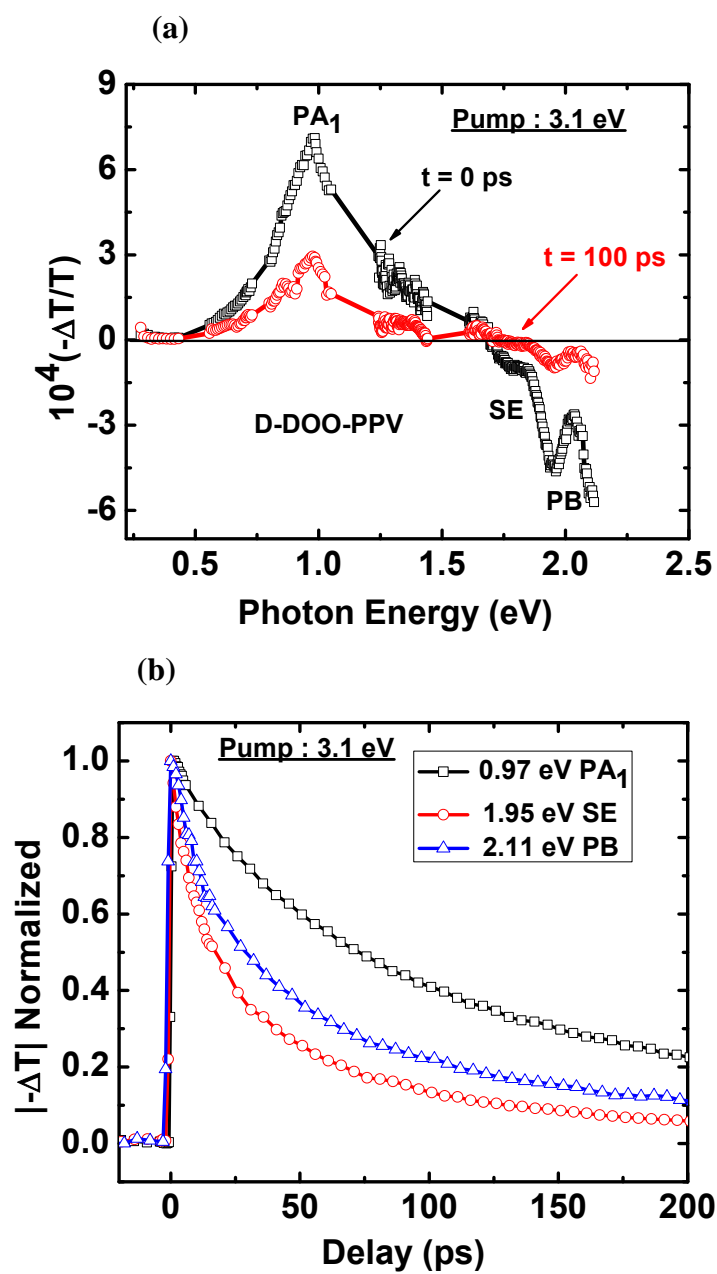 (a)
9
6
3
0
-3
-6
10⁴(-ΔT/T)
PA₁
Pump : 3.1 eV
t = 0 ps
t = 100 ps
SE
D-DOO-PPV
PB
0.5 1.0 1.5 2.0 2.5
Photon Energy (eV)
(b)
1.0
0.8
0.6
0.4
0.2
0.0
|-ΔT| Normalized
Pump : 3.1 eV
0.97 eV PA₁
1.95 eV SE
2.11 eV PB
0 50 100 150 200
Delay (ps)